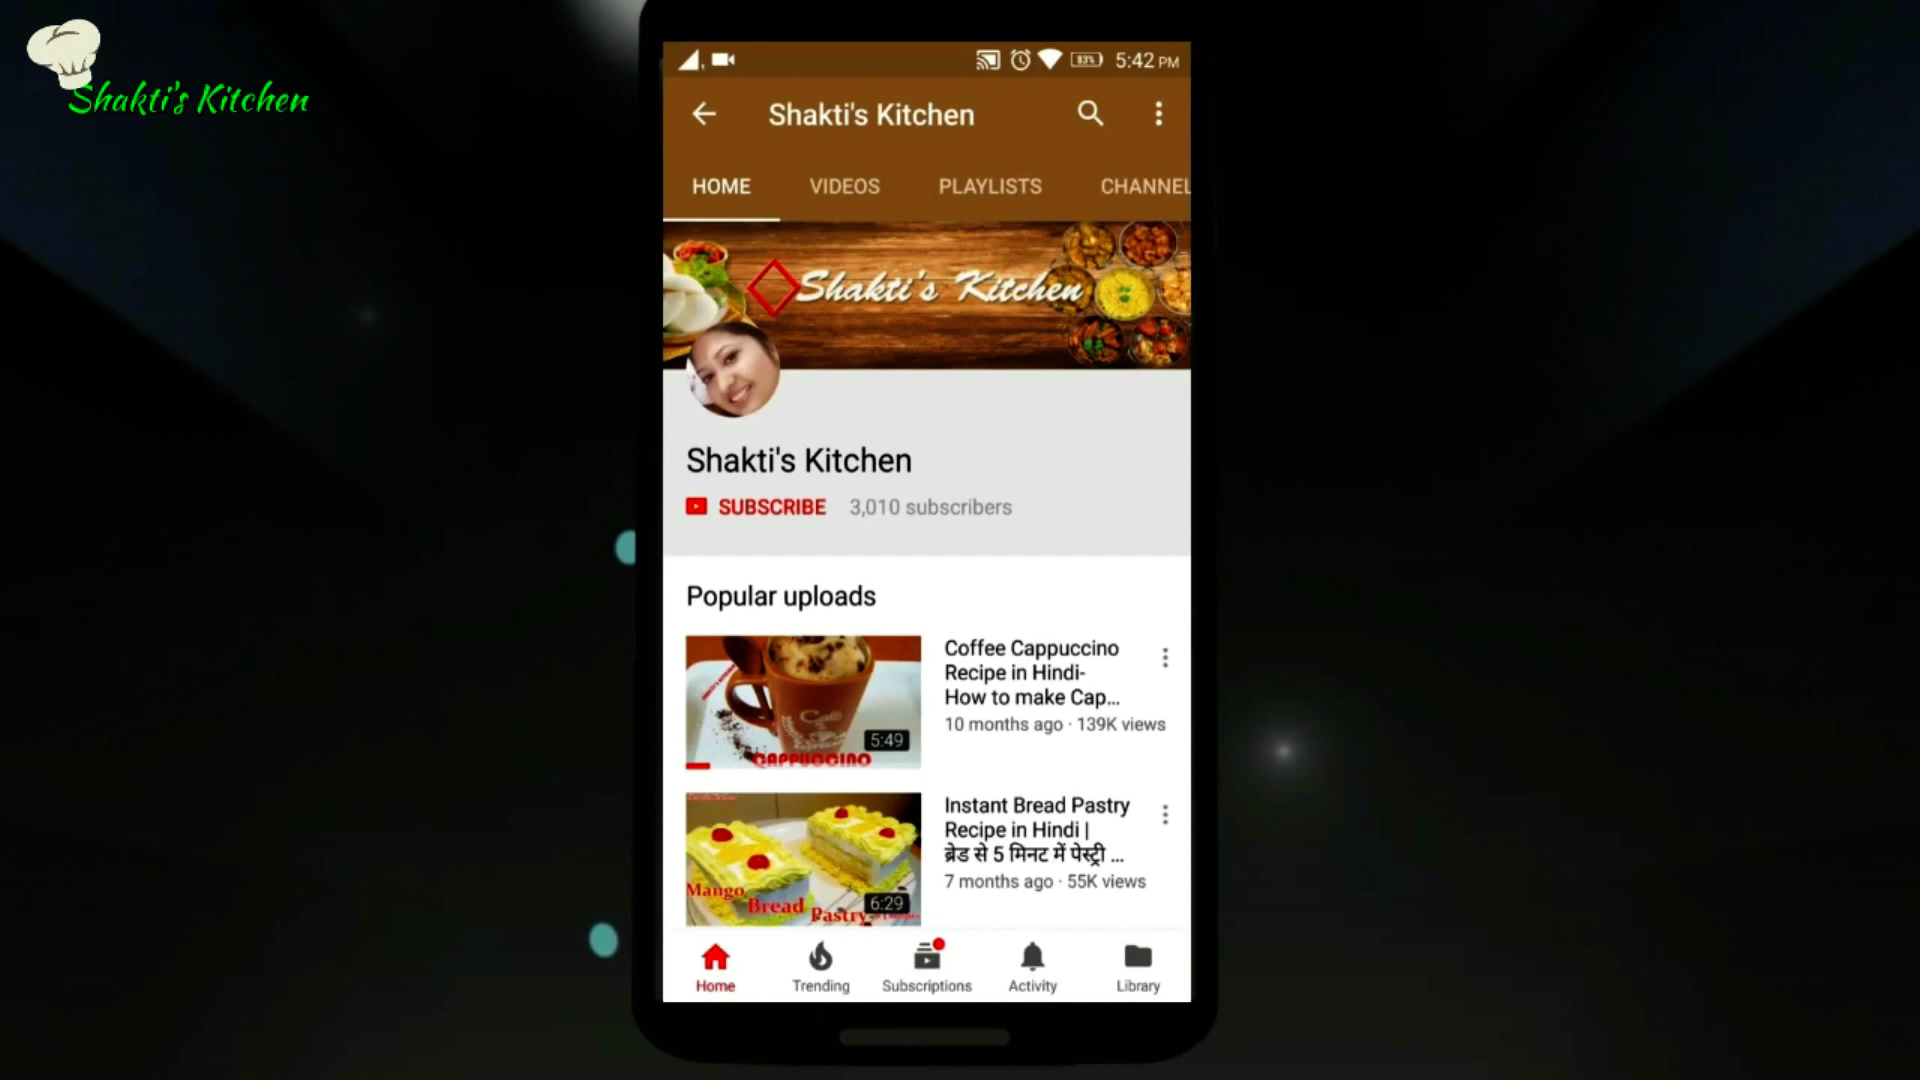 Shakti's Kitchen
83%
5:42 PM
Shakti's Kitchen
HOME VIDEOS PLAYLISTS CHANNEL
Shakti's Kitchen
Shakti's Kitchen
SUBSCRIBE 3,010 subscribers
Popular uploads
Coffee Cappuccino
Recipe in Hindi-
How to make Cap...
10 months ago · 139K views
5:49
CAPPUCCINO
Instant Bread Pastry
Recipe in Hindi |
ब्रेड से 5 मिनट में पेस्ट्री ...
7 months ago · 55K views
Mango
Bread
Pastry
6:29
Home Trending Subscriptions Activity Library